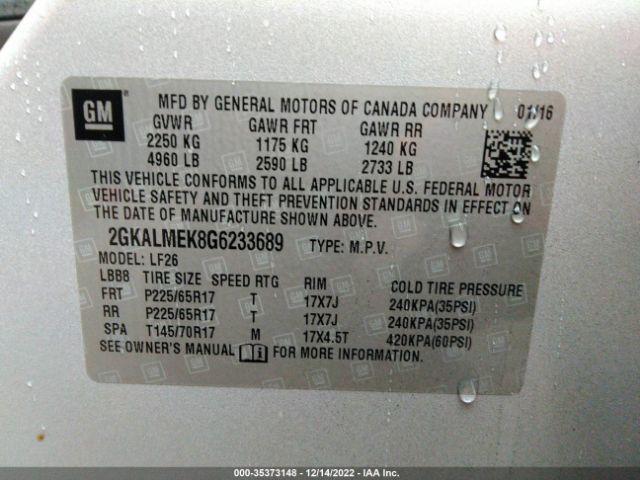 GM
MFD BY GENERAL MOTORS OF CANADA COMPANY 01/16
GVWR GAWR FRT GAWR RR
2250 KG 1175 KG 1240 KG
4960 LB 2590 LB 2733 LB
THIS VEHICLE CONFORMS TO ALL APPLICABLE U.S. FEDERAL MOTOR
VEHICLE SAFETY AND THEFT PREVENTION STANDARDS IN EFFECT ON
THE DATE OF MANUFACTURE SHOWN ABOVE.
2GKALMEK8G6233689 TYPE: M.P.V.
MODEL: LF26
LBBB TIRE SIZE SPEED RTG RIM COLD TIRE PRESSURE
FRT P225/65R17 T 17X7J 240KPA(35PSI)
RR P225/65R17 T 17X7J 240KPA(35PSI)
SPA T145/70R17 M 17X4.5T 420KPA(60PSI)
SEE OWNER'S MANUAL FOR MORE INFORMATION.
000-35373148 - 12/14/2022 - IAA Inc.